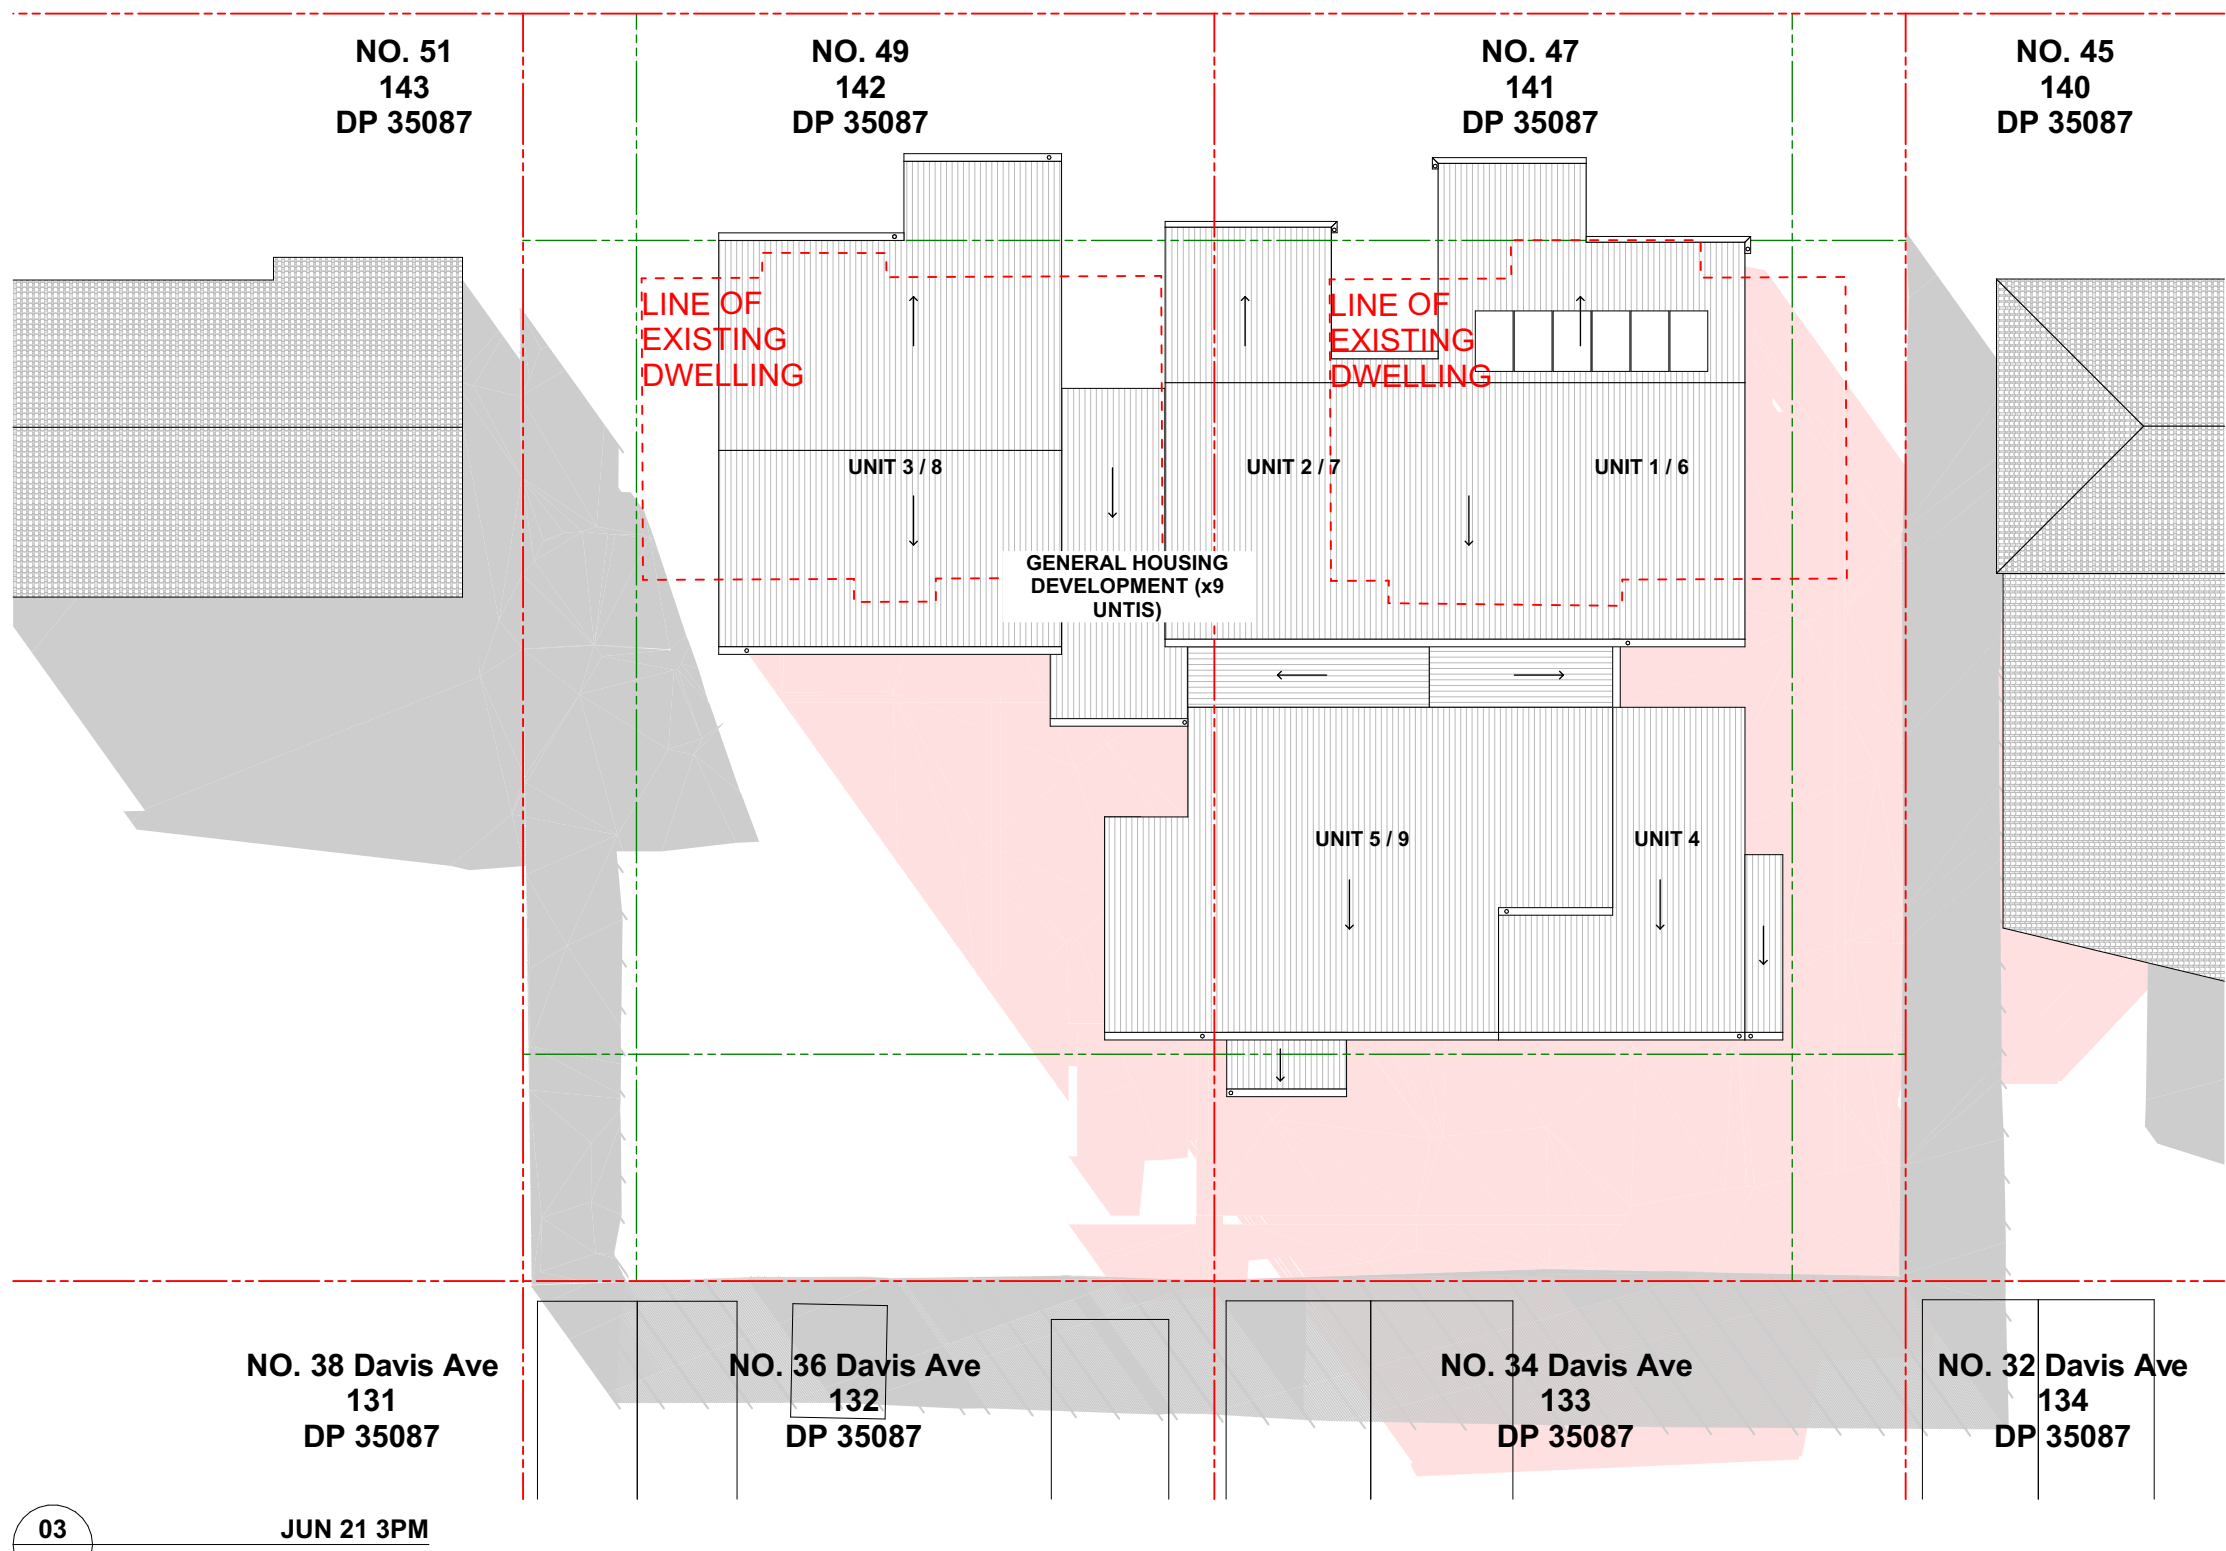 NO. 51
143
DP 35087
NO. 49
142
DP 35087
NO. 47
141
DP 35087
NO. 45
140
DP 35087
LINE OF
EXISTING
DWELLING
LINE OF
EXISTING
DWELLING
UNIT 3 / 8
UNIT 2 / 7
UNIT 1 / 6
GENERAL HOUSING
DEVELOPMENT (x9
UNTIS)
UNIT 5 / 9
UNIT 4
NO. 38 Davis Ave
131
DP 35087
NO. 36 Davis Ave
132
DP 35087
NO. 34 Davis Ave
133
DP 35087
NO. 32 Davis Ave
134
DP 35087
03
JUN 21 3PM